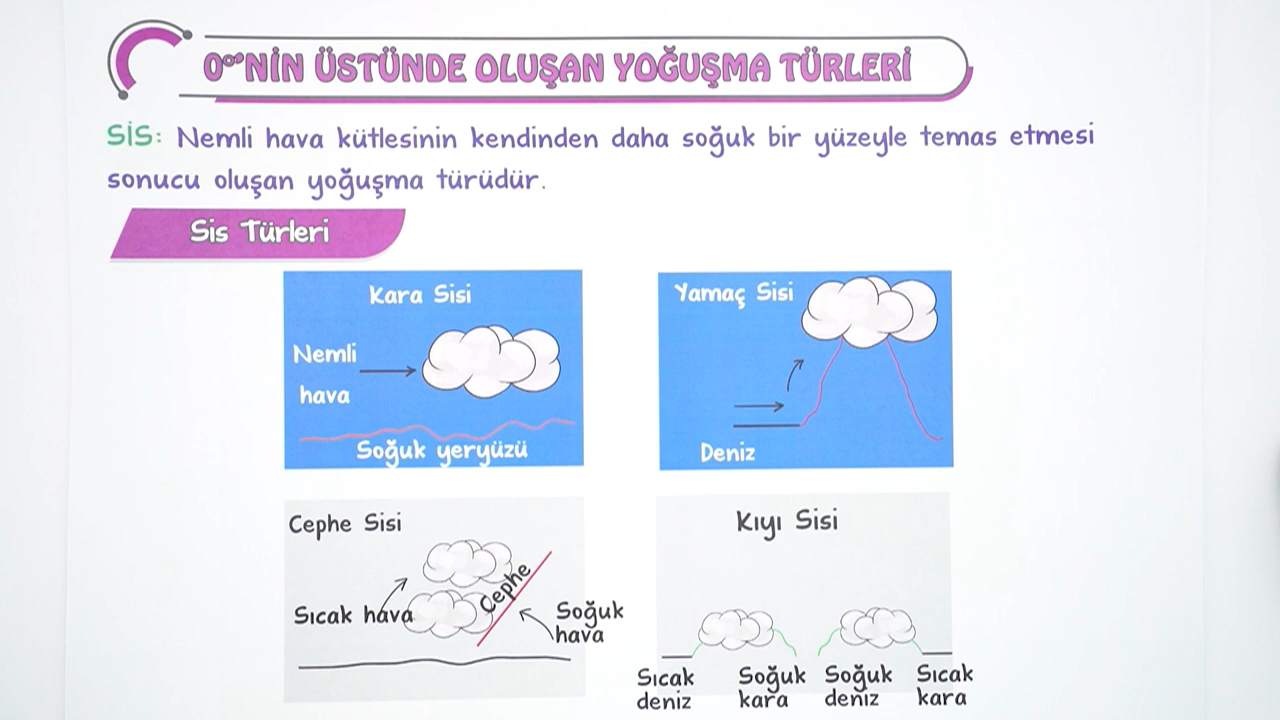 0°'NİN ÜSTÜNDE OLUŞAN YOĞUŞMA TÜRLERİ
SİS: Nemli hava kütlesinin kendinden daha soğuk bir yüzeyle temas etmesi
sonucu oluşan yoğuşma türüdür.
Sis Türleri
Kara Sisi
Nemli
hava
Soğuk yeryüzü
Yamaç Sisi
Deniz
Cephe Sisi
Sıcak hava
Cephe
Soğuk
hava
Kıyı Sisi
Sıcak
deniz
Soğuk
kara
Soğuk
deniz
Sıcak
kara